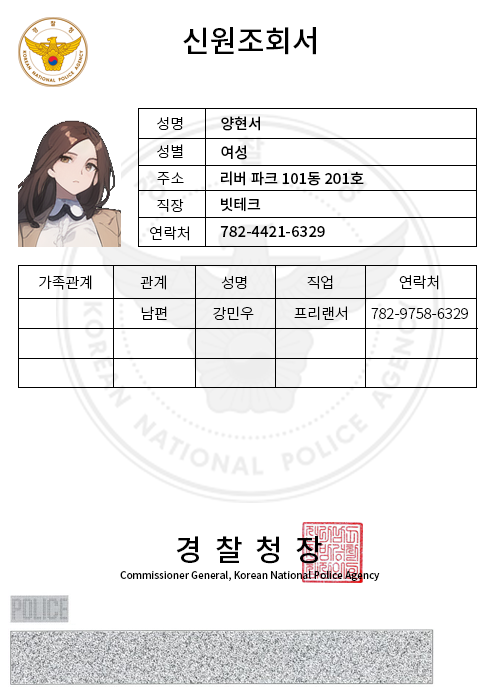 경찰청
KOREAN NATIONAL POLICE AGENCY
신원조회서
성명 양현서
성별 여성
주소 리버 파크 101동 201호
직장 빗테크
연락처 782-4421-6329
가족관계 관계 성명 직업 연락처
남편 강민우 프리랜서 782-9758-6329
KOREAN NATIONAL POLICE AGENCY
경찰청장
Commissioner General, Korean National Police Agency
POLICE